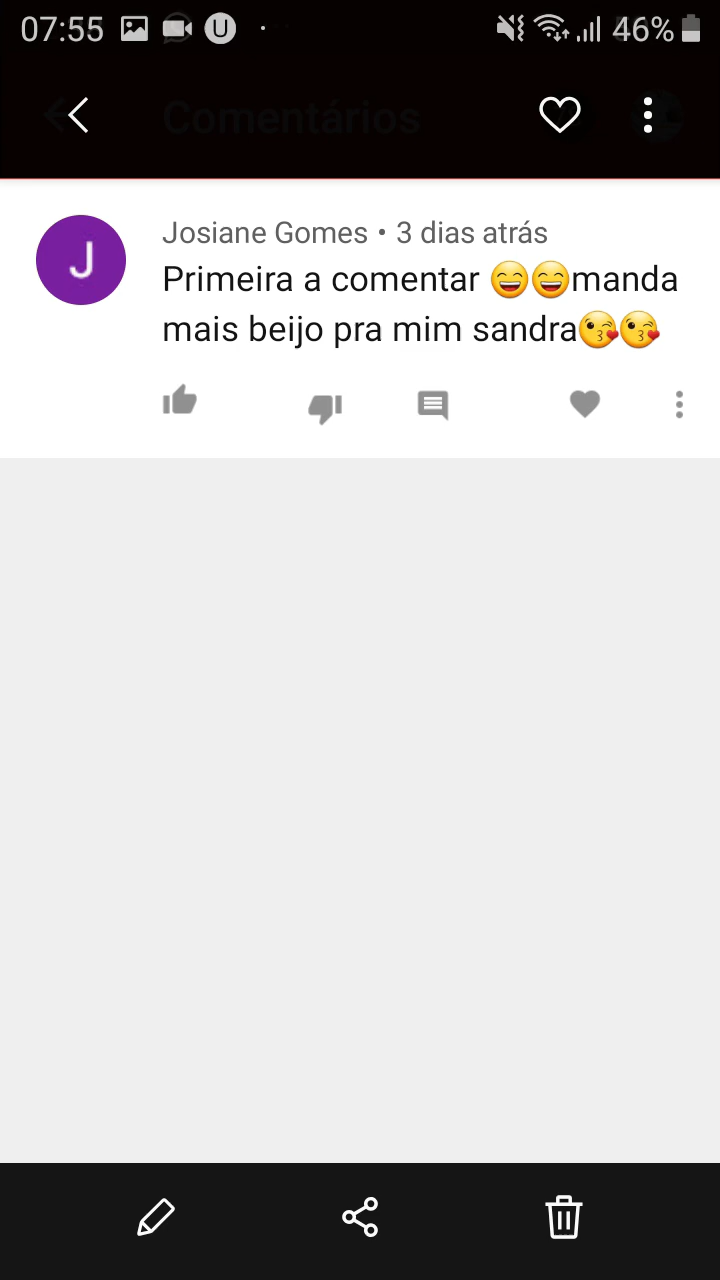 07:55 U 46%
Comentários
J
Josiane Gomes • 3 dias atrás
Primeira a comentar 😄😄manda
mais beijo pra mim sandra😘😘